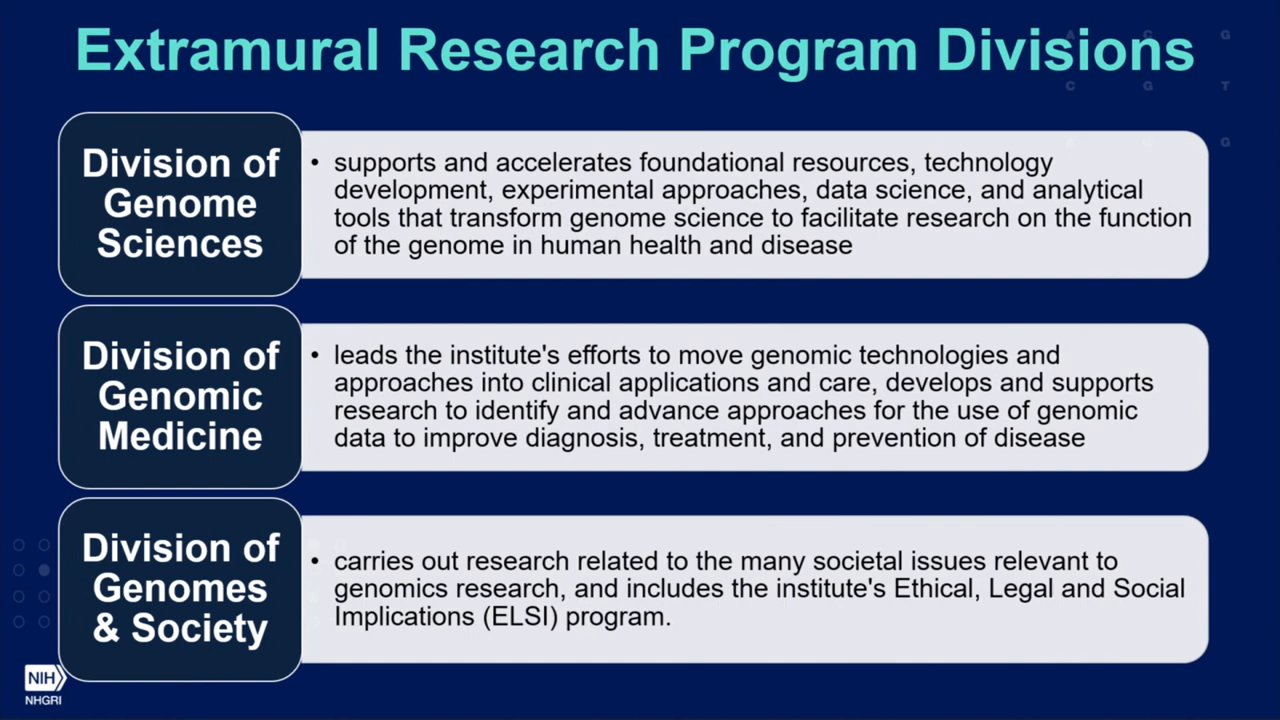 Extramural Research Program Divisions
Division of
Genome
Sciences
• supports and accelerates foundational resources, technology
development, experimental approaches, data science, and analytical
tools that transform genome science to facilitate research on the function
of the genome in human health and disease
Division of
Genomic
Medicine
• leads the institute's efforts to move genomic technologies and
approaches into clinical applications and care, develops and supports
research to identify and advance approaches for the use of genomic
data to improve diagnosis, treatment, and prevention of disease
Division of
Genomes
& Society
• carries out research related to the many societal issues relevant to
genomics research, and includes the institute's Ethical, Legal and Social
Implications (ELSI) program.
NIH
NHGRI